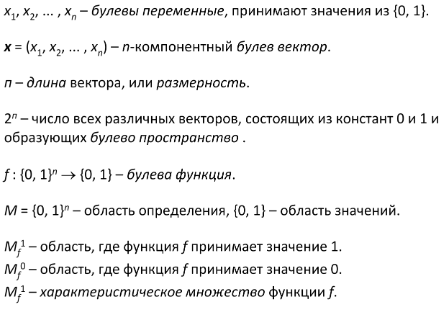 x₁, x₂, ... , xₙ – булевы переменные, принимают значения из {0, 1}.
x = (x₁, x₂, ... , xₙ) – n-компонентный булев вектор.
n – длина вектора, или размерность.
2ⁿ – число всех различных векторов, состоящих из констант 0 и 1 и
образующих булево пространство .
f : {0, 1}ⁿ → {0, 1} – булева функция.
M = {0, 1}ⁿ – область определения, {0, 1} – область значений.
M_f¹ – область, где функция f принимает значение 1.
M_f⁰ – область, где функция f принимает значение 0.
M_f¹ – характеристическое множество функции f.